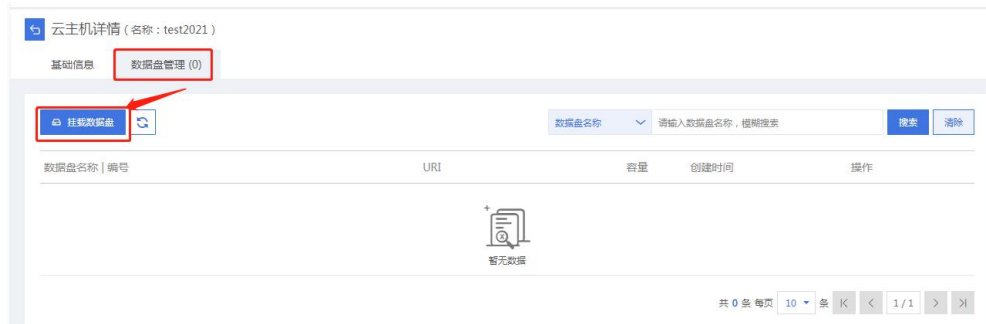 云主机详情 ( 名称 : test2021 )
基础信息 数据盘管理 (0)
挂载数据盘 数据盘名称 请输入数据盘名称，模糊搜索 搜索 清除
数据盘名称 | 编号 URI 容量 创建时间 操作
暂无数据
共 0 条 每页 10 条 1 / 1